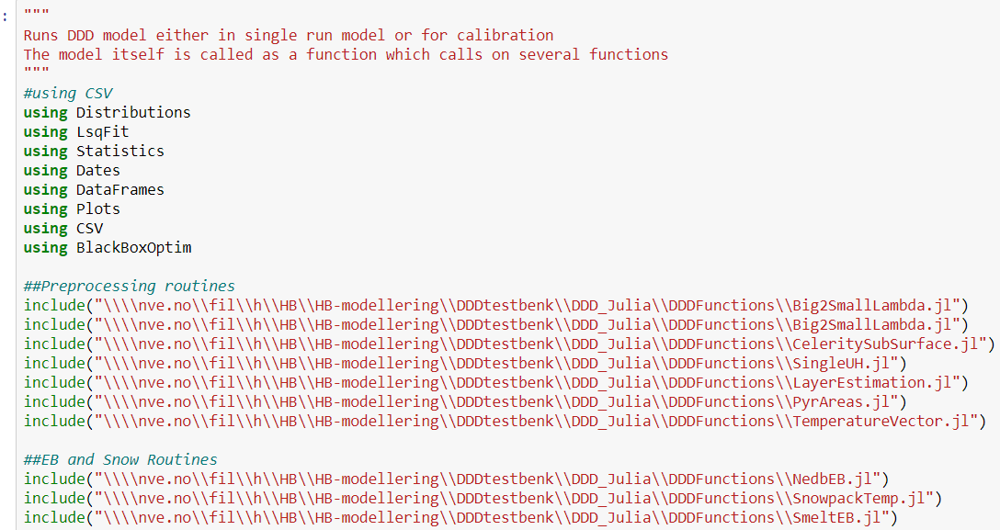 : """
Runs DDD model either in single run model or for calibration
The model itself is called as a function which calls on several functions
"""
#using CSV
using Distributions
using LsqFit
using Statistics
using Dates
using DataFrames
using Plots
using CSV
using BlackBoxOptim
##Preprocessing routines
include("\\\\nve.no\\fil\\h\\HB\\HB-modellering\\DDDtestbenk\\DDD_Julia\\DDDFunctions\\Big2SmallLambda.jl")
include("\\\\nve.no\\fil\\h\\HB\\HB-modellering\\DDDtestbenk\\DDD_Julia\\DDDFunctions\\Big2SmallLambda.jl")
include("\\\\nve.no\\fil\\h\\HB\\HB-modellering\\DDDtestbenk\\DDD_Julia\\DDDFunctions\\CeleritySubSurface.jl")
include("\\\\nve.no\\fil\\h\\HB\\HB-modellering\\DDDtestbenk\\DDD_Julia\\DDDFunctions\\SingleUH.jl")
include("\\\\nve.no\\fil\\h\\HB\\HB-modellering\\DDDtestbenk\\DDD_Julia\\DDDFunctions\\LayerEstimation.jl")
include("\\\\nve.no\\fil\\h\\HB\\HB-modellering\\DDDtestbenk\\DDD_Julia\\DDDFunctions\\PyrAreas.jl")
include("\\\\nve.no\\fil\\h\\HB\\HB-modellering\\DDDtestbenk\\DDD_Julia\\DDDFunctions\\TemperatureVector.jl")
##EB and Snow Routines
include("\\\\nve.no\\fil\\h\\HB\\HB-modellering\\DDDtestbenk\\DDD_Julia\\DDDFunctions\\NedbEB.jl")
include("\\\\nve.no\\fil\\h\\HB\\HB-modellering\\DDDtestbenk\\DDD_Julia\\DDDFunctions\\SnowpackTemp.jl")
include("\\\\nve.no\\fil\\h\\HB\\HB-modellering\\DDDtestbenk\\DDD_Julia\\DDDFunctions\\SmeltEB.jl")